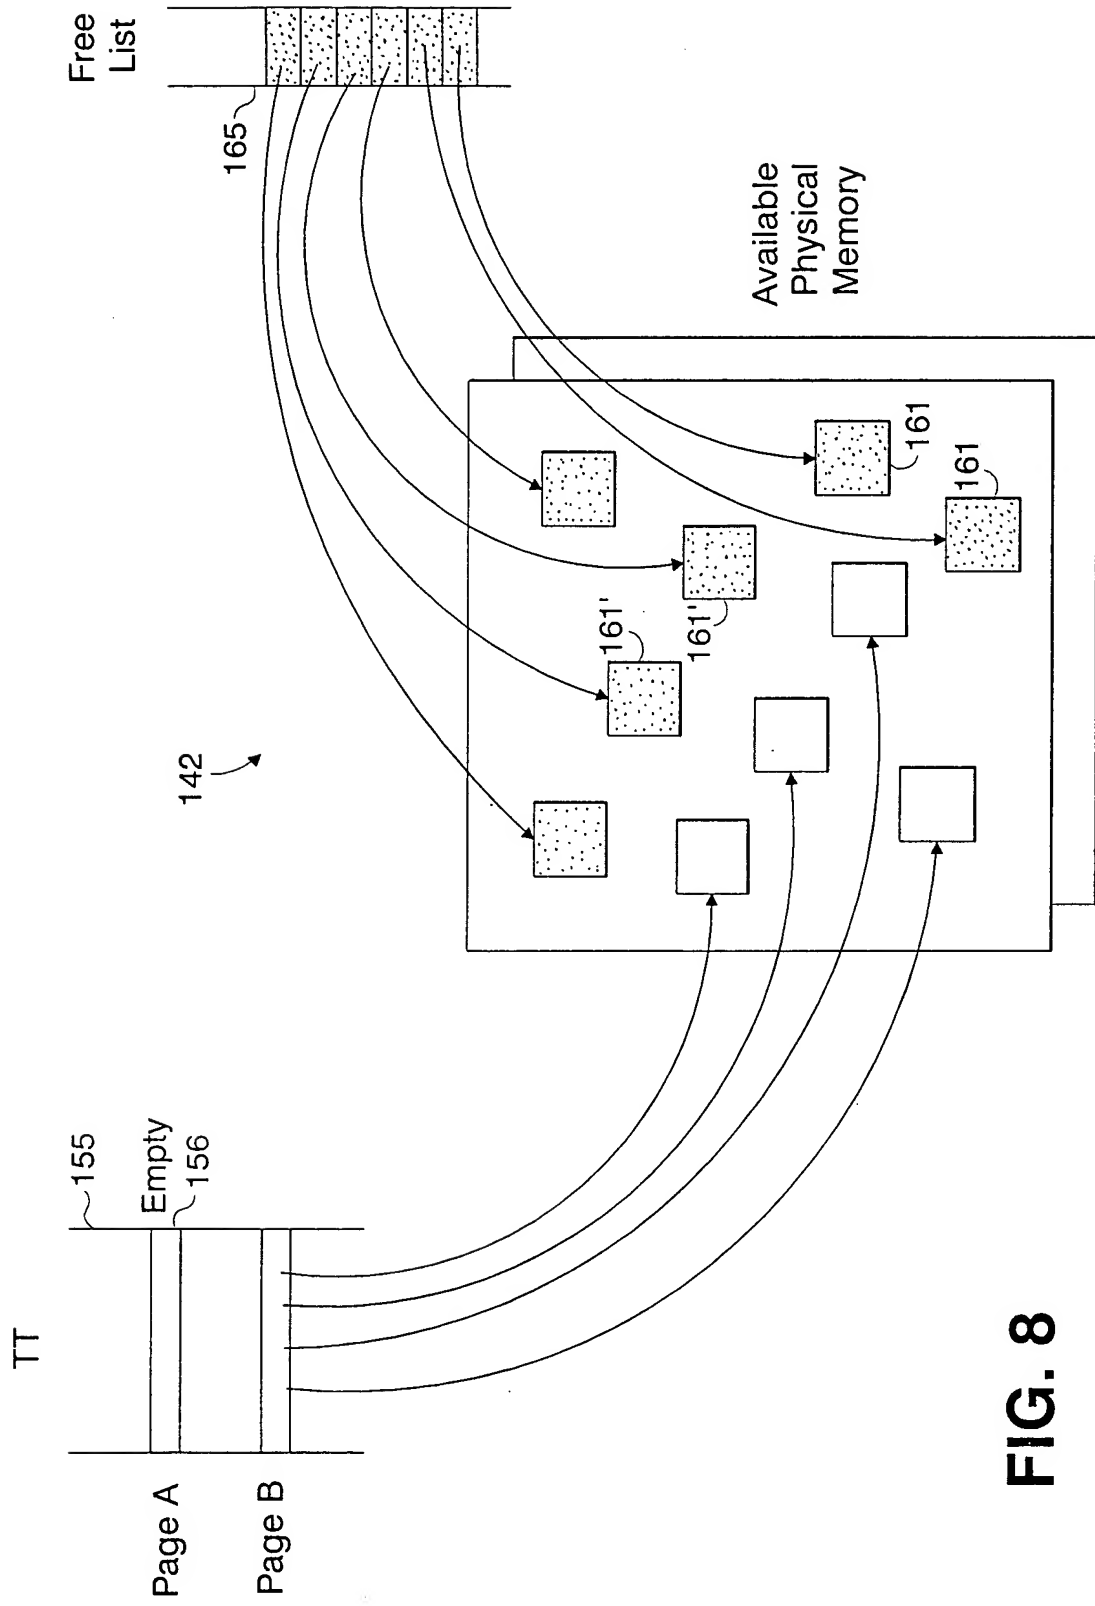 TT
155
Empty
156
Page A
Page B
142
Free
List
165
161'
161'
161
161
Available
Physical
Memory
FIG. 8